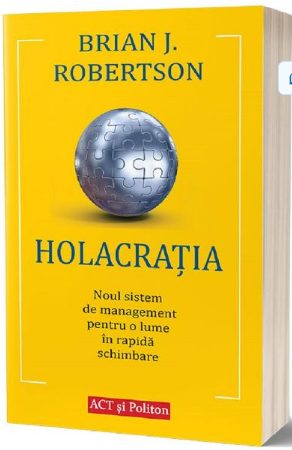 BRIAN J.
ROBERTSON
HOLACRAȚIA
Noul sistem
de management
pentru o lume
în rapidă
schimbare
ACT și Politon